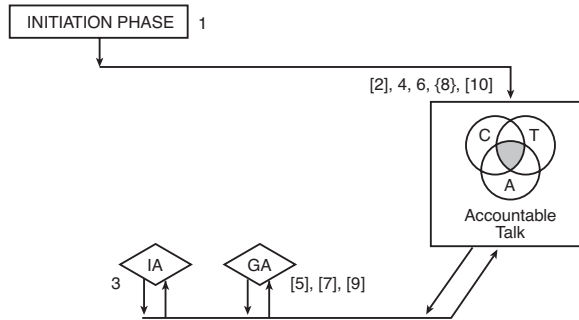 INITIATION PHASE 1
[2], 4, 6, {8}, [10]
C T
A
Accountable
Talk
IA GA
3 [5], [7], [9]